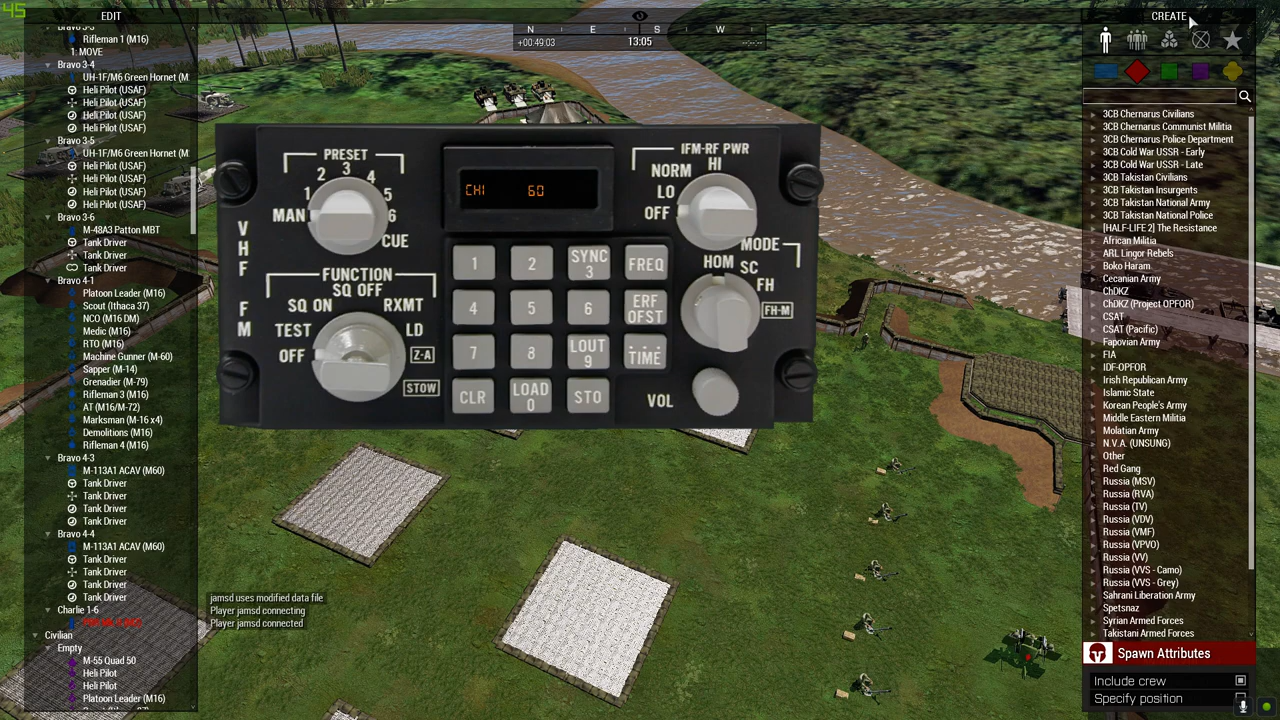 45
EDIT
Bravo 3-3
Rifleman 1 (M16)
1: MOVE
Bravo 3-4
UH-1F/M6 Green Hornet (M
Heli Pilot (USAF)
Heli Pilot (USAF)
Heli Pilot (USAF)
Heli Pilot (USAF)
Bravo 3-5
UH-1F/M6 Green Hornet (M
Heli Pilot (USAF)
Heli Pilot (USAF)
Heli Pilot (USAF)
Heli Pilot (USAF)
Bravo 3-6
M-48A3 Patton MBT
Tank Driver
Tank Driver
Tank Driver
Bravo 4-1
Platoon Leader (M16)
Scout (Ithaca 37)
NCO (M16 DM)
Medic (M16)
RTO (M16)
Machine Gunner (M-60)
Sapper (M-14)
Grenadier (M-79)
Rifleman 3 (M16)
AT (M16/M-72)
Marksman (M-16 x4)
Demolitions (M16)
Rifleman 4 (M16)
Bravo 4-3
M-113A1 ACAV (M60)
Tank Driver
Tank Driver
Tank Driver
Tank Driver
Bravo 4-4
M-113A1 ACAV (M60)
Tank Driver
Tank Driver
Tank Driver
Tank Driver
Charlie 1-6
Civilian
Empty
M-55 Quad 50
Heli Pilot
Heli Pilot
Platoon Leader (M16)
N E S W
+00:49:03 13:05 --:--:--
PRESET
MAN 1 2 3 4 5 6 CUE
CH1 60
IFM-RF PWR
OFF LO NORM HI
VHF FM
FUNCTION
OFF TEST SQ ON SQ OFF RXMT LD Z-A STOW
MODE
HOM SC FH FH-M
1 2 SYNC 3 FREQ
4 5 6 ERF OFST
7 8 LOUT 9 TIME
CLR LOAD 0 STO
VOL
jamsd uses modified data file
Player jamsd connecting
Player jamsd connected
CREATE
3CB Chernarus Civilians
3CB Chernarus Communist Militia
3CB Chernarus Police Department
3CB Cold War USSR - Early
3CB Cold War USSR - Late
3CB Takistan Civilians
3CB Takistan Insurgents
3CB Takistan National Army
3CB Takistan National Police
[HALF-LIFE 2] The Resistance
African Militia
ARL Lingor Rebels
Boko Haram
Cecenian Army
ChDKZ
ChDKZ (Project OPFOR)
CSAT
CSAT (Pacific)
Fapovian Army
FIA
IDF-OPFOR
Irish Republican Army
Islamic State
Korean People's Army
Middle Eastern Militia
Molatian Army
N.V.A. (UNSUNG)
Other
Red Gang
Russia (MSV)
Russia (RVA)
Russia (TV)
Russia (VDV)
Russia (VMF)
Russia (VPVO)
Russia (VV)
Russia (VVS - Camo)
Russia (VVS - Grey)
Sahrani Liberation Army
Spetsnaz
Syrian Armed Forces
Takistani Armed Forces
Spawn Attributes
Include crew
Specify position